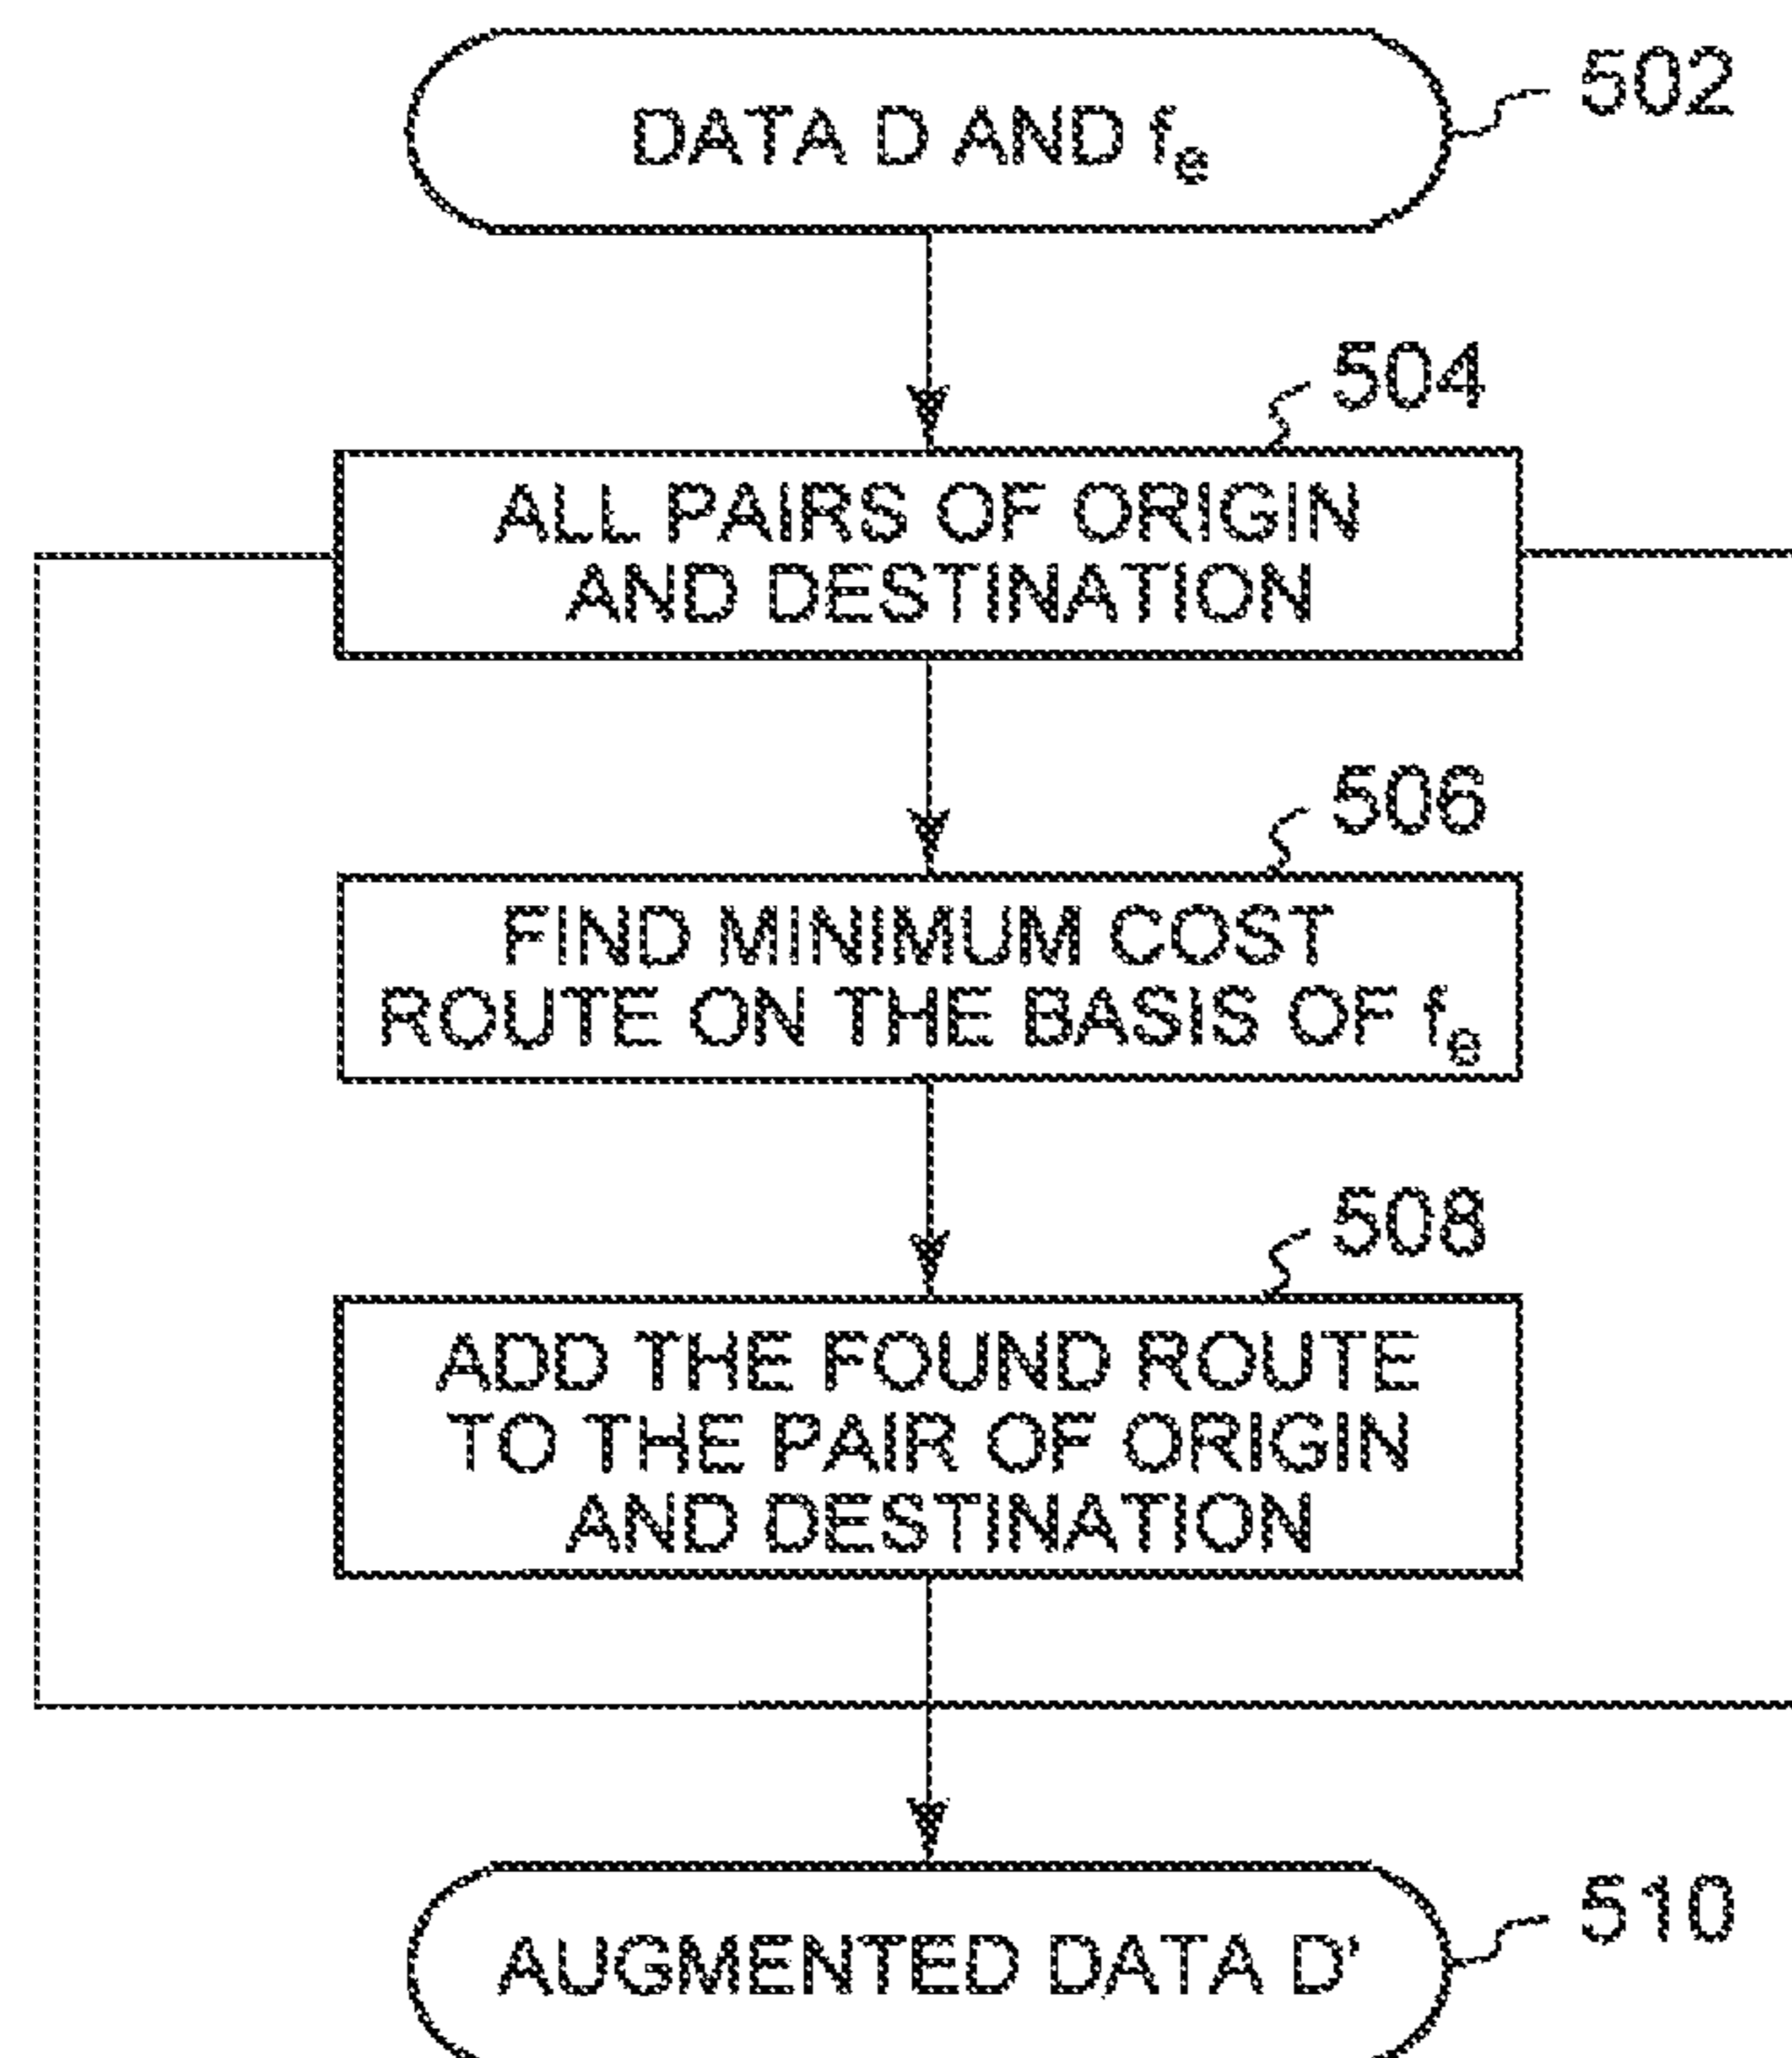 DATA D AND fe
502
504
ALL PAIRS OF ORIGIN
AND DESTINATION
506
FIND MINIMUM COST
ROUTE ON THE BASIS OF fe
508
ADD THE FOUND ROUTE
TO THE PAIR OF ORIGIN
AND DESTINATION
510
AUGMENTED DATA D'